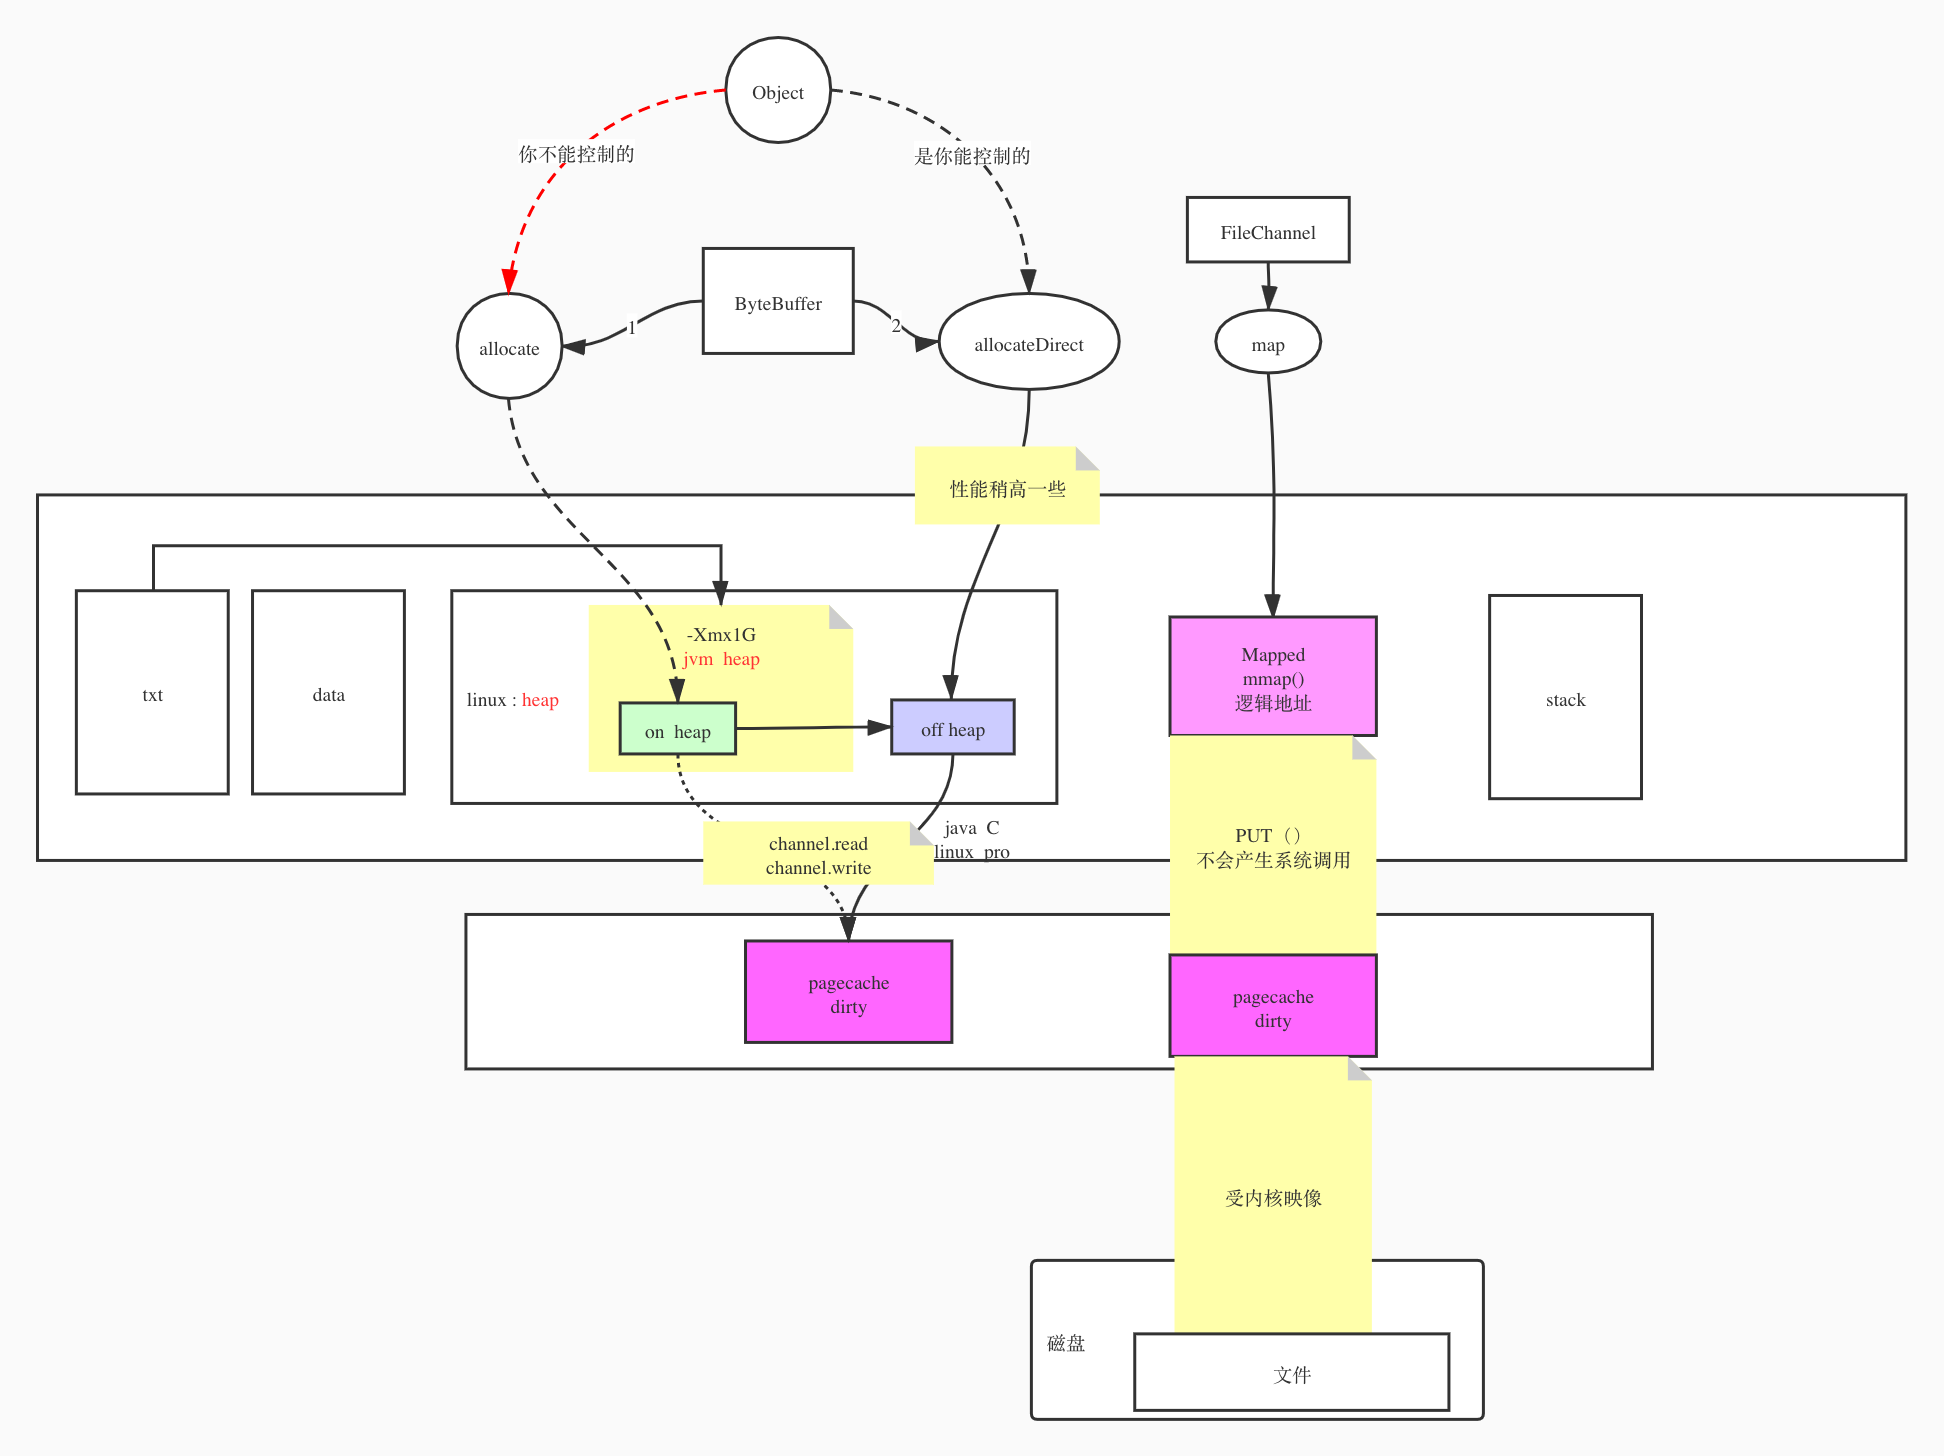 Object
你不能控制的
是你能控制的
FileChannel
ByteBuffer
1
2
allocate
allocateDirect
map
性能稍高一些
-Xmx1G
jvm heap
Mapped
mmap()
逻辑地址
txt
data
linux : heap
stack
on heap
off heap
java C
linux pro
channel.read
channel.write
PUT（）
不会产生系统调用
pagecache
dirty
pagecache
dirty
受内核映像
磁盘
文件